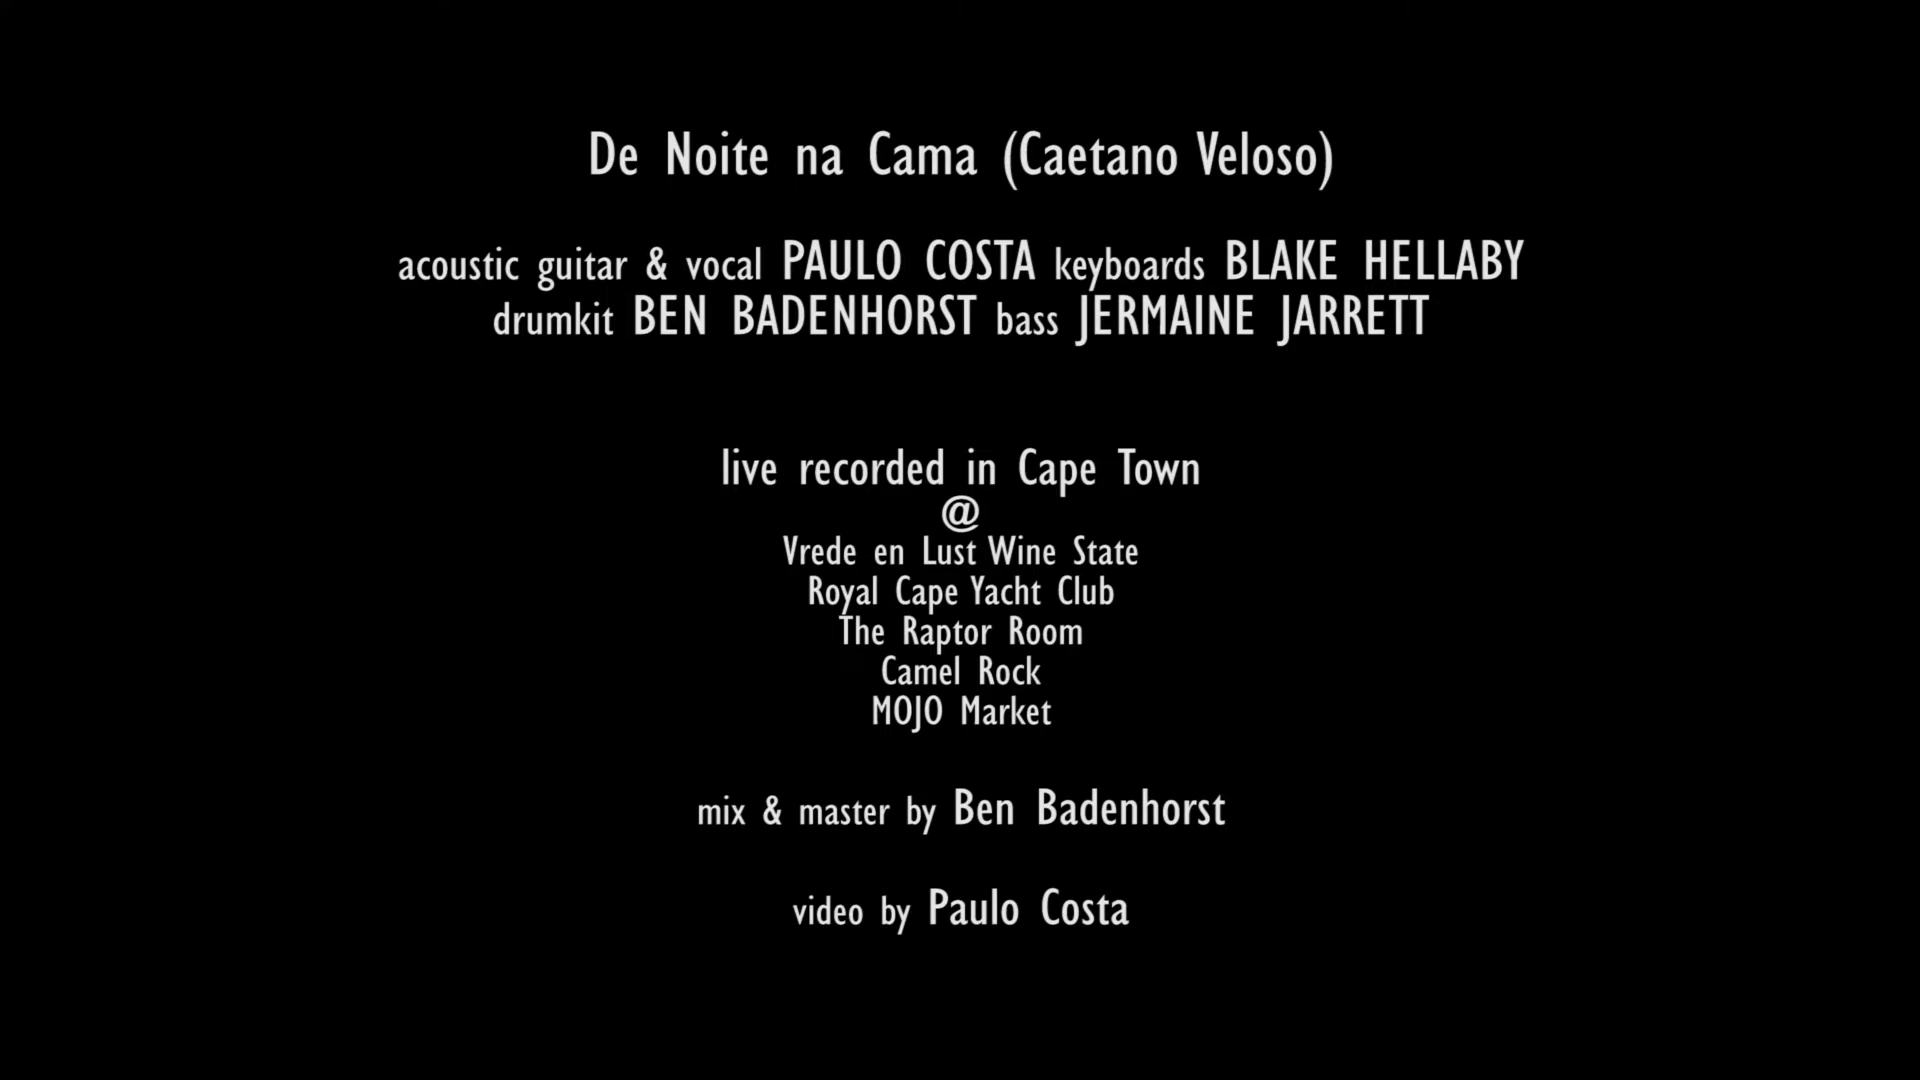 De Noite na Cama (Caetano Veloso)
acoustic guitar & vocal PAULO COSTA keyboards BLAKE HELLABY
drumkit BEN BADENHORST bass JERMAINE JARRETT
live recorded in Cape Town
@
Vrede en Lust Wine State
Royal Cape Yacht Club
The Raptor Room
Camel Rock
MOJO Market
mix & master by Ben Badenhorst
video by Paulo Costa